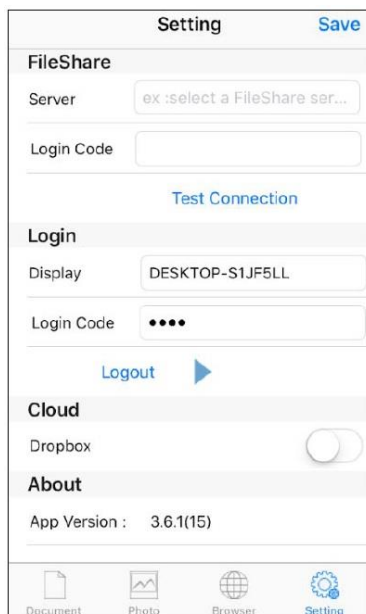 Setting Save
FileShare
Server ex :select a FileShare ser...
Login Code
Test Connection
Login
Display DESKTOP-S1JF5LL
Login Code ••••
Logout
Cloud
Dropbox
About
App Version : 3.6.1(15)
Document Photo Browser Setting